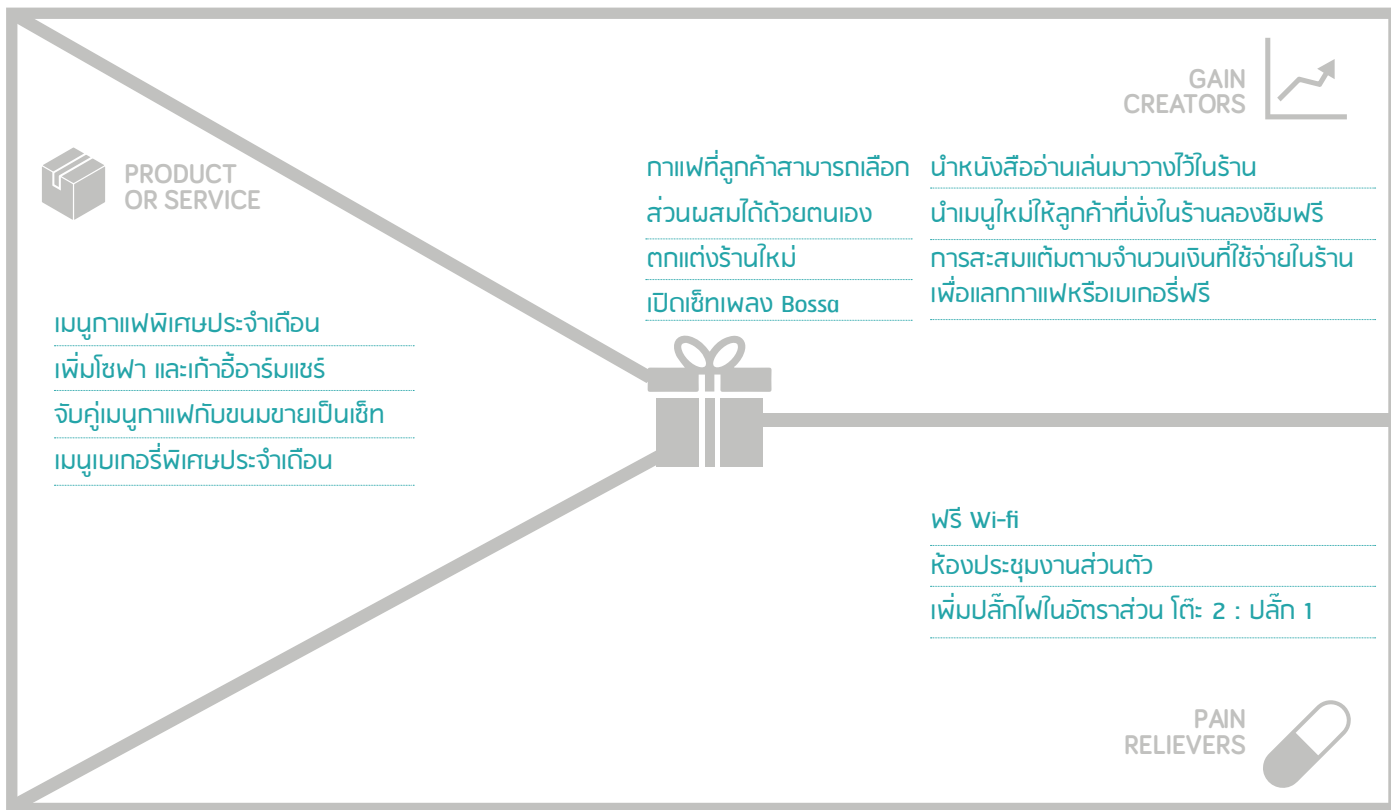 PRODUCT
OR SERVICE
เมนูกาแฟพิเศษประจำเดือน
เพิ่มโซฟา และเก้าอี้อาร์มแชร์
จับคู่เมนูกาแฟกับขนมขายเป็นเซ็ท
เมนูเบเกอรี่พิเศษประจำเดือน
GAIN
CREATORS
กาแฟที่ลูกค้าสามารถเลือก
ส่วนผสมได้ด้วยตนเอง
ตกแต่งร้านใหม่
เปิดเซ็ทเพลง Bossa
นำหนังสืออ่านเล่นมาวางไว้ในร้าน
นำเมนูใหม่ให้ลูกค้าที่นั่งในร้านลองชิมฟรี
การสะสมแต้มตามจำนวนเงินที่ใช้จ่ายในร้าน
เพื่อแลกกาแฟหรือเบเกอรี่ฟรี
ฟรี Wi-fi
ห้องประชุมงานส่วนตัว
เพิ่มปลั๊กไฟในอัตราส่วน โต๊ะ 2 : ปลั๊ก 1
PAIN
RELIEVERS